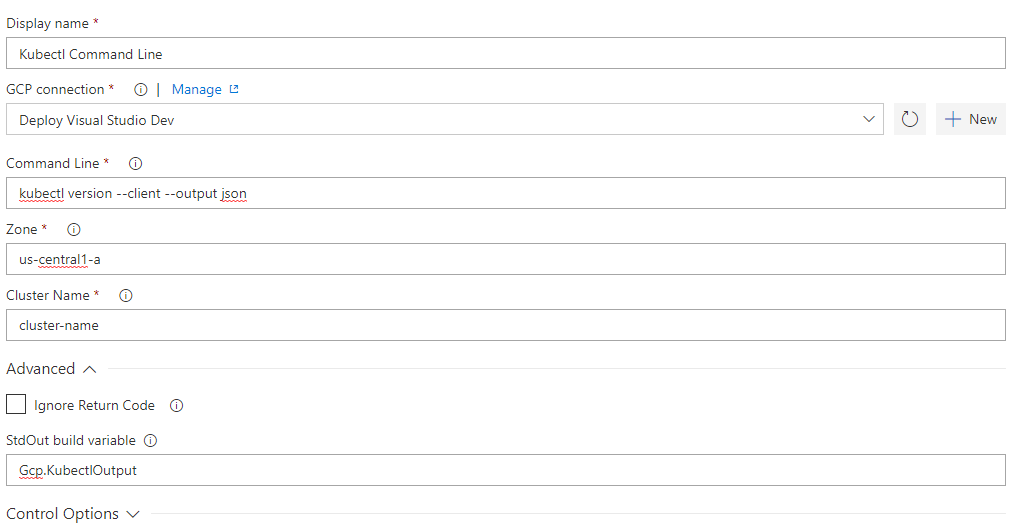 Display name *
Kubectl Command Line
GCP connection * | Manage
Deploy Visual Studio Dev New
Command Line *
kubectl version --client --output json
Zone *
us-central1-a
Cluster Name *
cluster-name
Advanced
Ignore Return Code
StdOut build variable
Gcp.KubectlOutput
Control Options